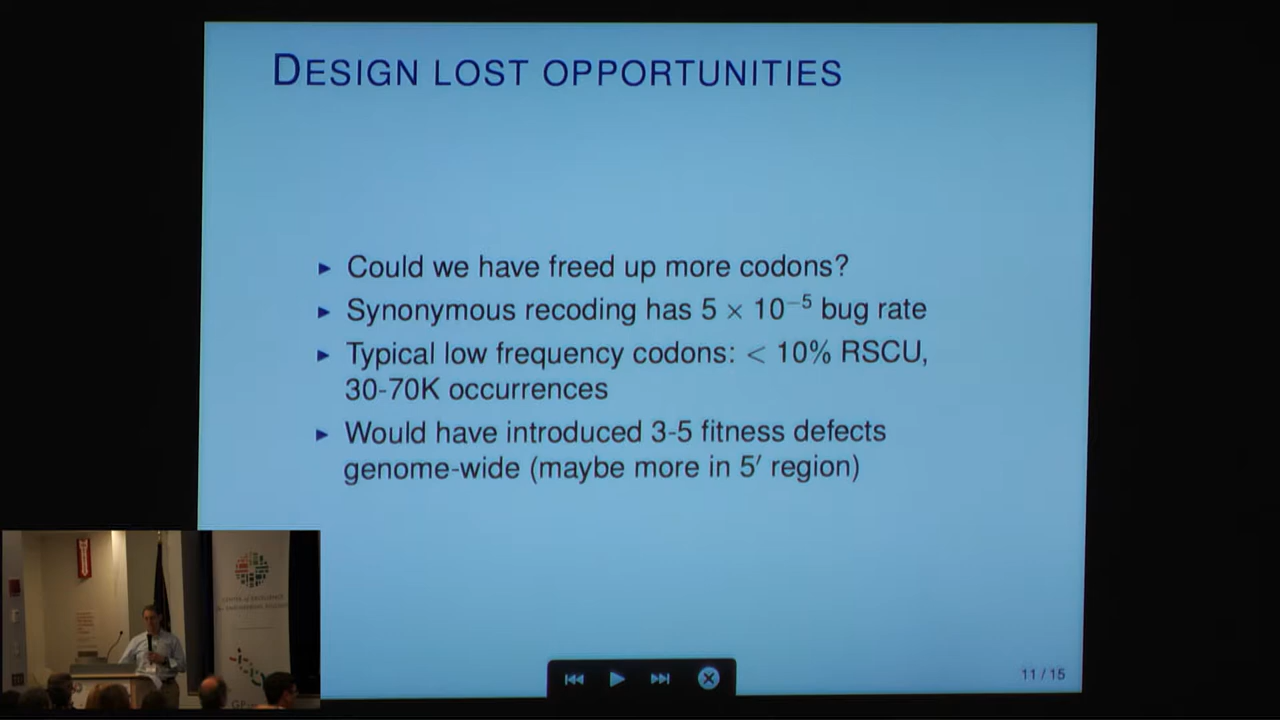 DESIGN LOST OPPORTUNITIES
► Could we have freed up more codons?
► Synonymous recoding has 5 × 10⁻⁵ bug rate
► Typical low frequency codons: < 10% RSCU,
30-70K occurrences
► Would have introduced 3-5 fitness defects
genome-wide (maybe more in 5′ region)
11 / 15